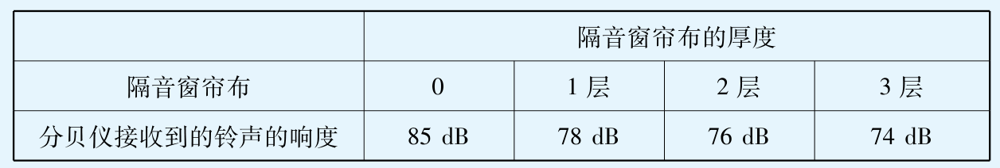 隔音窗帘布的厚度
隔音窗帘布 0 1层 2层 3层
分贝仪接收到的铃声的响度 85 dB 78 dB 76 dB 74 dB